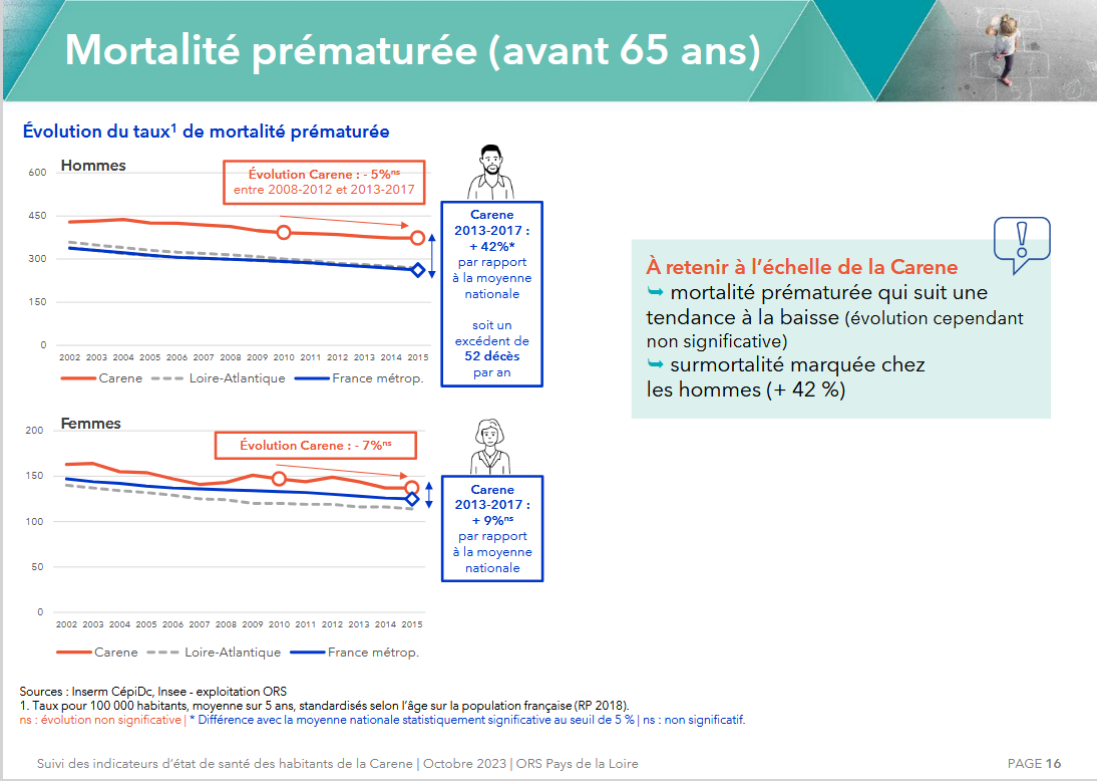 Mortalité prématurée (avant 65 ans)
Évolution du taux¹ de mortalité prématurée
Hommes
600
450
300
150
0
Évolution Carene : - 5%ⁿˢ
entre 2008-2012 et 2013-2017
2002 2003 2004 2005 2006 2007 2008 2009 2010 2011 2012 2013 2014 2015
Carene Loire-Atlantique France métrop.
Carene
2013-2017 :
+ 42%*
par rapport
à la moyenne
nationale
soit un
excédent de
52 décès
par an
Femmes
200
150
100
50
0
Évolution Carene : - 7%ⁿˢ
2002 2003 2004 2005 2006 2007 2008 2009 2010 2011 2012 2013 2014 2015
Carene Loire-Atlantique France métrop.
Carene
2013-2017 :
+ 9%ⁿˢ
par rapport
à la moyenne
nationale
À retenir à l'échelle de la Carene
➥ mortalité prématurée qui suit une
tendance à la baisse (évolution cependant
non significative)
➥ surmortalité marquée chez
les hommes (+ 42 %)
Sources : Inserm CépiDc, Insee - exploitation ORS
1. Taux pour 100 000 habitants, moyenne sur 5 ans, standardisés selon l'âge sur la population française (RP 2018).
ns : évolution non significative | * Différence avec la moyenne nationale statistiquement significative au seuil de 5 % | ns : non significatif.
Suivi des indicateurs d'état de santé des habitants de la Carene | Octobre 2023 | ORS Pays de la Loire
PAGE 16